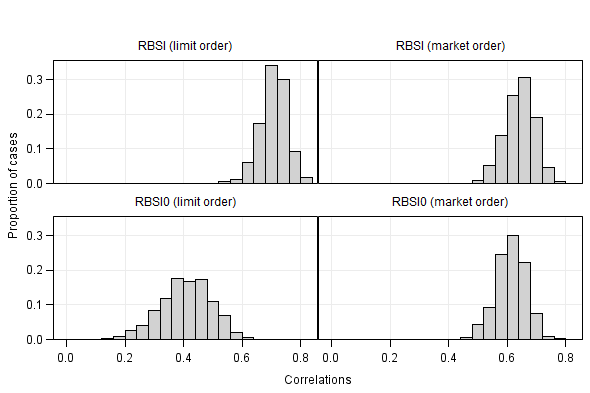 RBSI (limit order) RBSI (market order)
0.3
0.2
0.1
0.0
Proportion of cases
RBSI0 (limit order) RBSI0 (market order)
0.3
0.2
0.1
0.0
0.0 0.2 0.4 0.6 0.8 0.0 0.2 0.4 0.6 0.8
Correlations